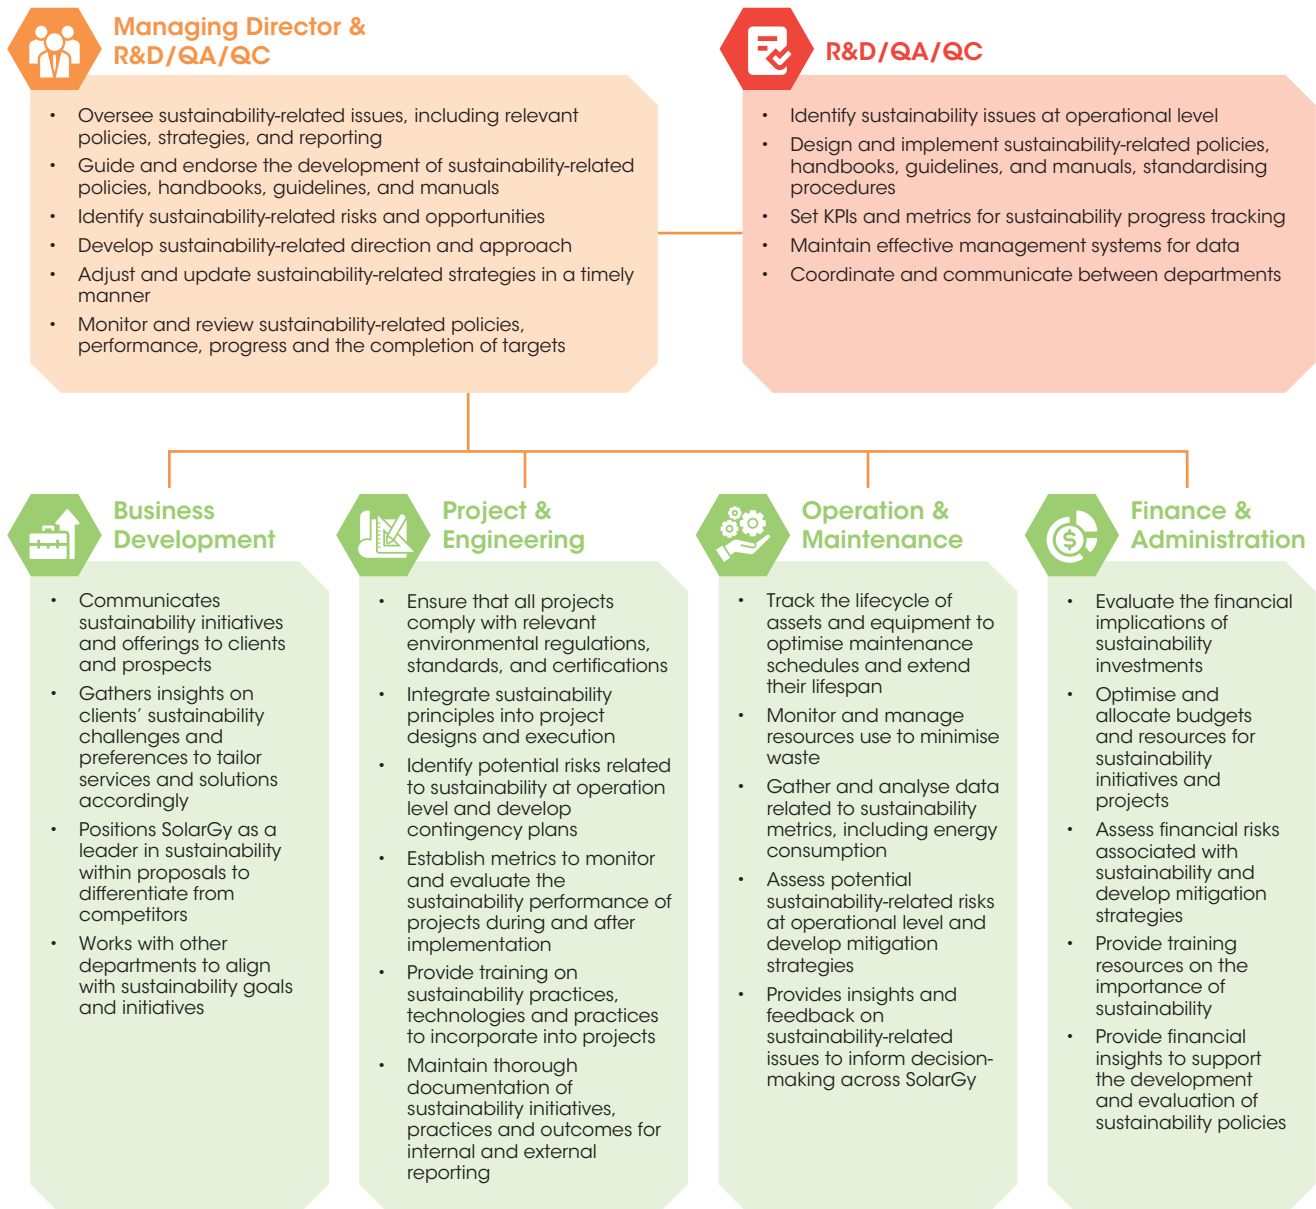 Managing Director &
R&D/QA/QC
• Oversee sustainability-related issues, including relevant
policies, strategies, and reporting
• Guide and endorse the development of sustainability-related
policies, handbooks, guidelines, and manuals
• Identify sustainability-related risks and opportunities
• Develop sustainability-related direction and approach
• Adjust and update sustainability-related strategies in a timely
manner
• Monitor and review sustainability-related policies,
performance, progress and the completion of targets
R&D/QA/QC
• Identify sustainability issues at operational level
• Design and implement sustainability-related policies,
handbooks, guidelines, and manuals, standardising
procedures
• Set KPIs and metrics for sustainability progress tracking
• Maintain effective management systems for data
• Coordinate and communicate between departments
Business
Development
• Communicates
sustainability initiatives
and offerings to clients
and prospects
• Gathers insights on
clients’ sustainability
challenges and
preferences to tailor
services and solutions
accordingly
• Positions SolarGy as a
leader in sustainability
within proposals to
differentiate from
competitors
• Works with other
departments to align
with sustainability goals
and initiatives
Project &
Engineering
• Ensure that all projects
comply with relevant
environmental regulations,
standards, and certifications
• Integrate sustainability
principles into project
designs and execution
• Identify potential risks related
to sustainability at operation
level and develop
contingency plans
• Establish metrics to monitor
and evaluate the
sustainability performance of
projects during and after
implementation
• Provide training on
sustainability practices,
technologies and practices
to incorporate into projects
• Maintain thorough
documentation of
sustainability initiatives,
practices and outcomes for
internal and external
reporting
Operation &
Maintenance
• Track the lifecycle of
assets and equipment to
optimise maintenance
schedules and extend
their lifespan
• Monitor and manage
resources use to minimise
waste
• Gather and analyse data
related to sustainability
metrics, including energy
consumption
• Assess potential
sustainability-related risks
at operational level and
develop mitigation
strategies
• Provides insights and
feedback on
sustainability-related
issues to inform decision-
making across SolarGy
Finance &
Administration
• Evaluate the financial
implications of
sustainability
investments
• Optimise and
allocate budgets
and resources for
sustainability
initiatives and
projects
• Assess financial risks
associated with
sustainability and
develop mitigation
strategies
• Provide training
resources on the
importance of
sustainability
• Provide financial
insights to support
the development
and evaluation of
sustainability policies